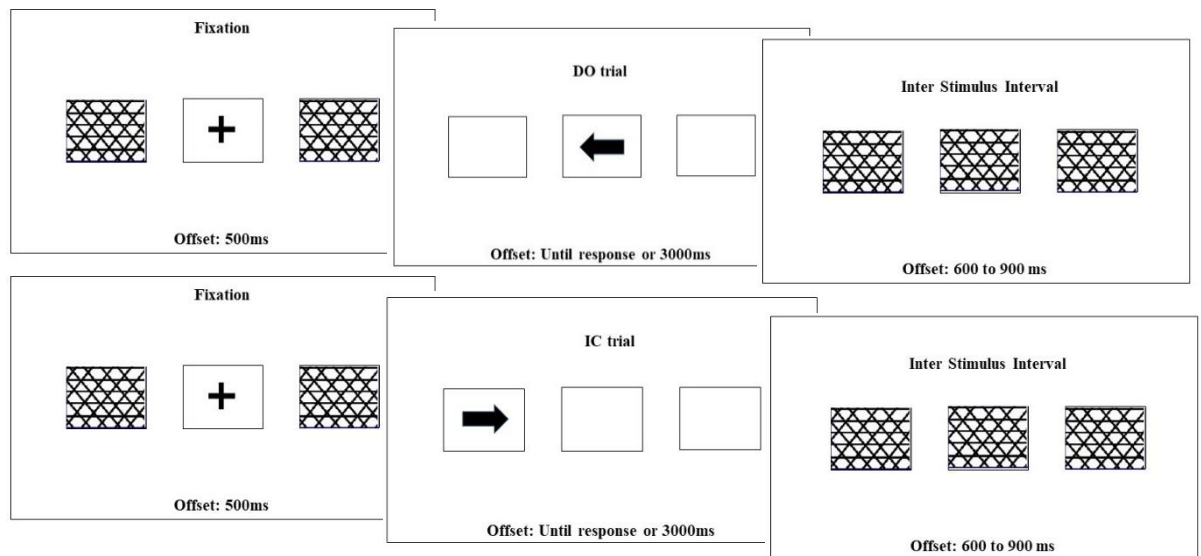 Fixation
DO trial
Inter Stimulus Interval
Offset: 500ms
Offset: Until response or 3000ms
Offset: 600 to 900 ms
Fixation
IC trial
Inter Stimulus Interval
Offset: 500ms
Offset: Until response or 3000ms
Offset: 600 to 900 ms